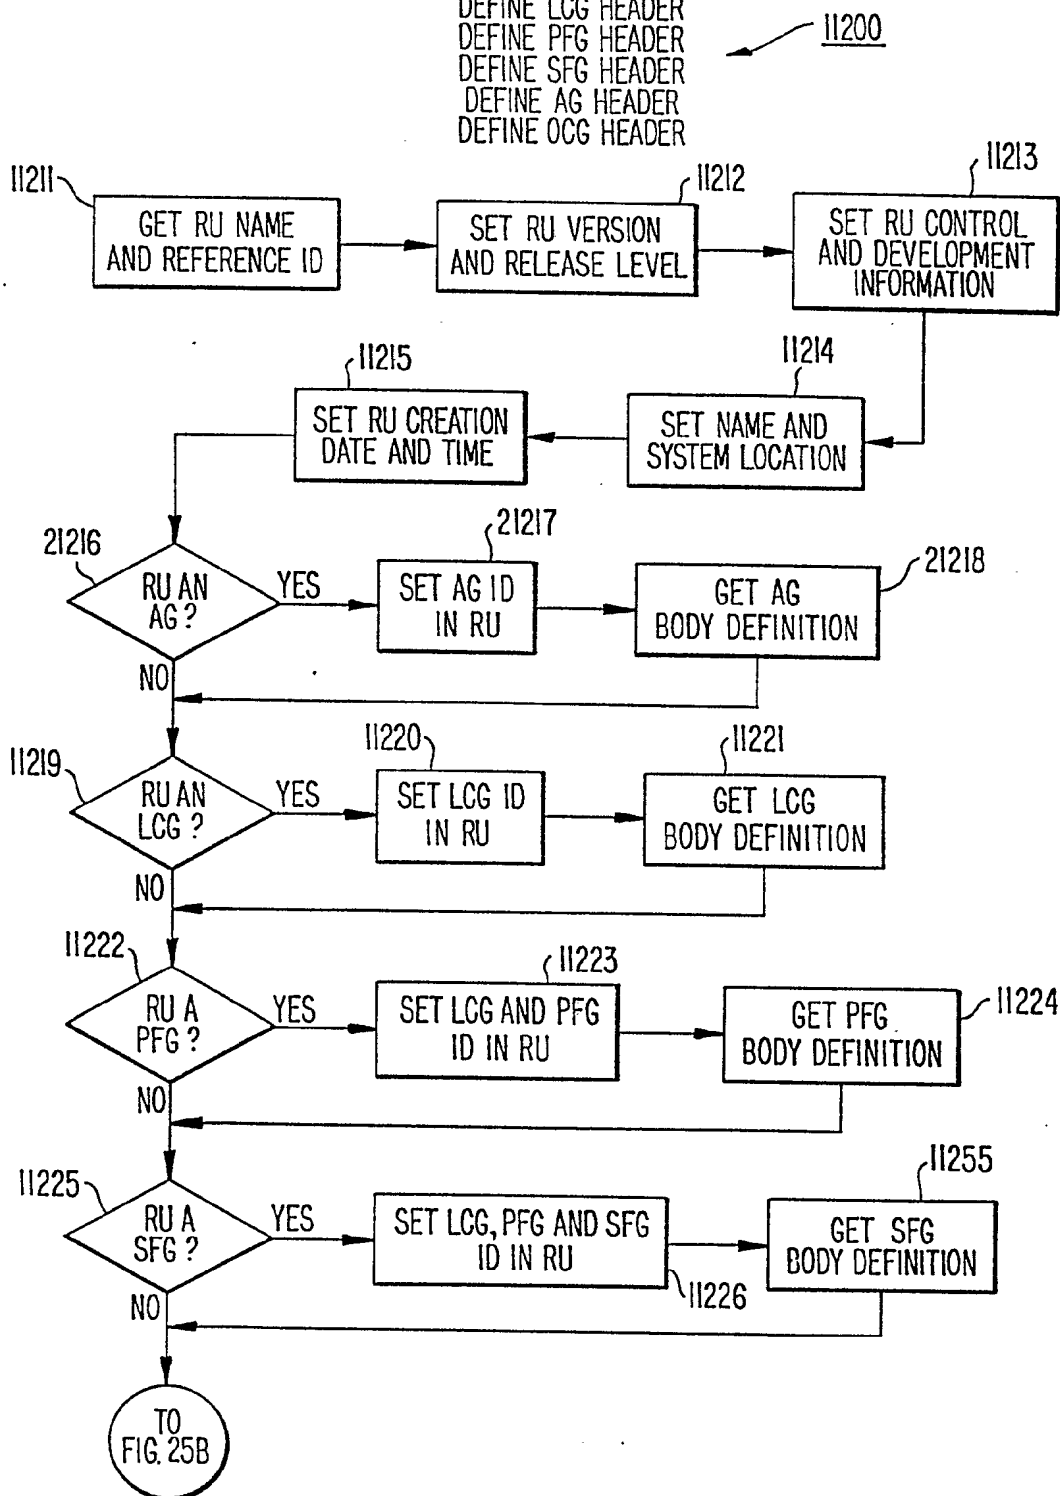 DEFINE LCG HEADER
DEFINE PFG HEADER
DEFINE SFG HEADER
DEFINE AG HEADER
DEFINE OCG HEADER
11200
11211
GET RU NAME
AND REFERENCE ID
11212
SET RU VERSION
AND RELEASE LEVEL
11213
SET RU CONTROL
AND DEVELOPMENT
INFORMATION
11215
SET RU CREATION
DATE AND TIME
11214
SET NAME AND
SYSTEM LOCATION
21216
RU AN
AG?
YES
NO
21217
SET AG ID
IN RU
21218
GET AG
BODY DEFINITION
11219
RU AN
LCG?
YES
NO
11220
SET LCG ID
IN RU
11221
GET LCG
BODY DEFINITION
11222
RU A
PFG?
YES
NO
11223
SET LCG AND PFG
ID IN RU
11224
GET PFG
BODY DEFINITION
11225
RU A
SFG?
YES
NO
SET LCG, PFG AND SFG
ID IN RU
11226
11255
GET SFG
BODY DEFINITION
TO
FIG. 25B